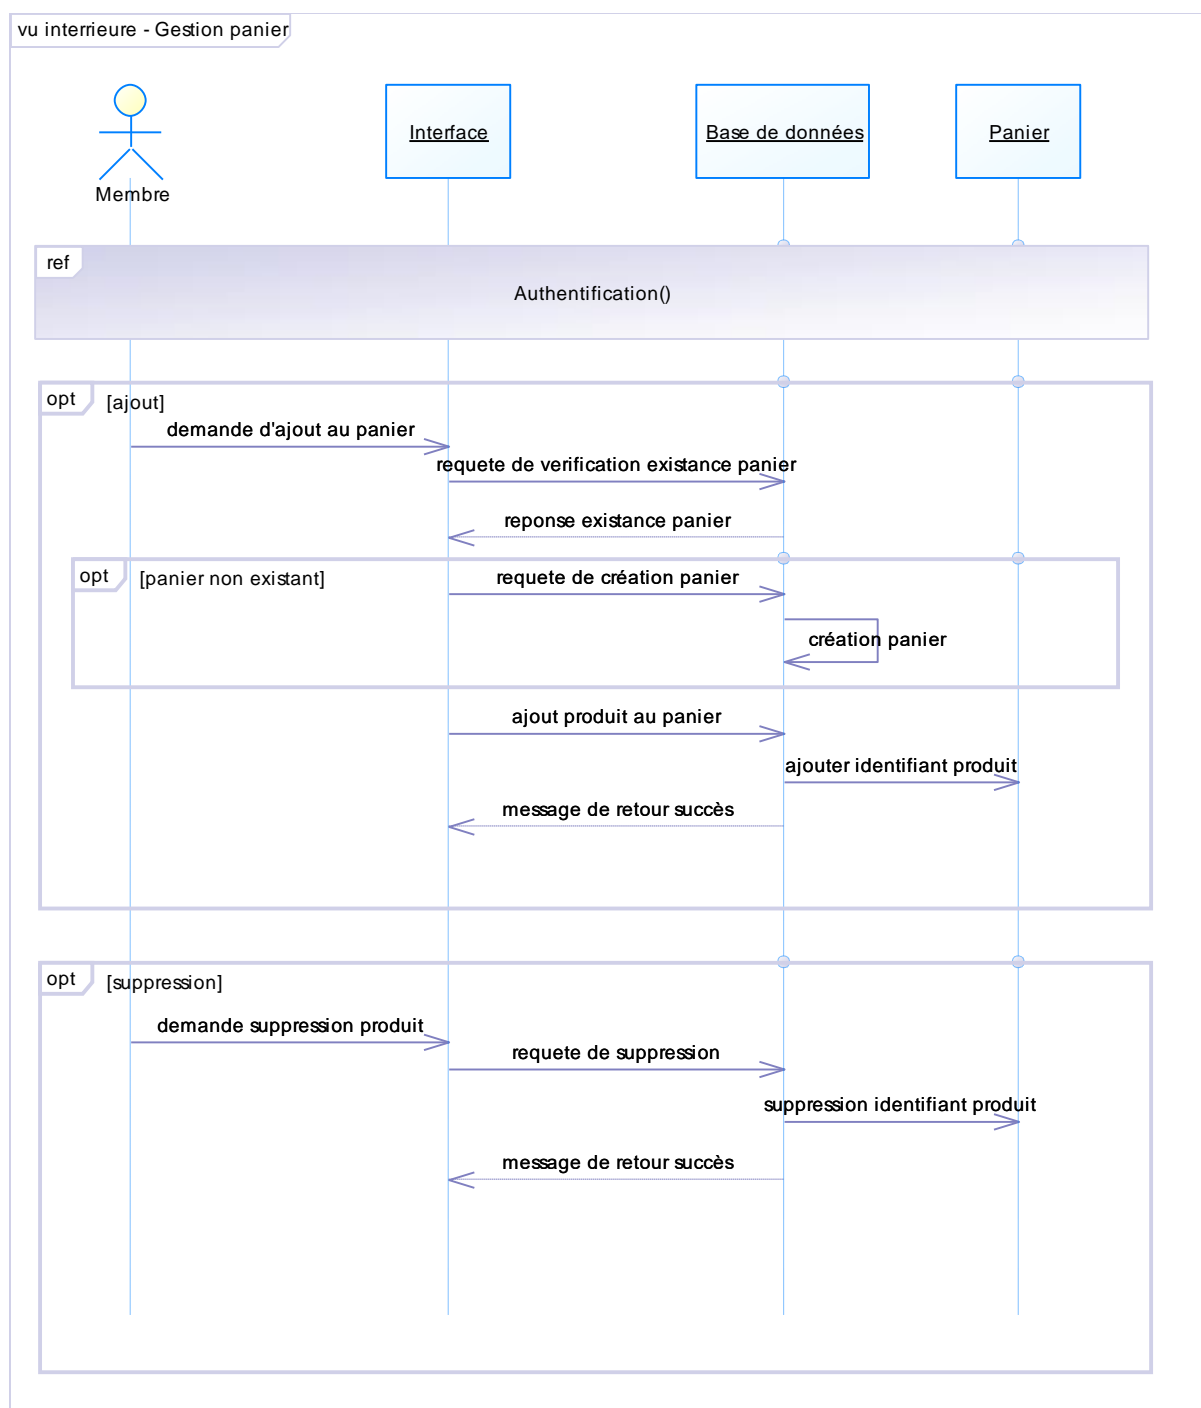 vu interrieure - Gestion panier
Interface
Base de données
Panier
Membre
ref
Authentification()
opt
[ajout]
demande d'ajout au panier
requete de verification existance panier
reponse existance panier
opt
[panier non existant]
requete de création panier
création panier
ajout produit au panier
ajouter identifiant produit
message de retour succès
opt
[suppression]
demande suppression produit
requete de suppression
suppression identifiant produit
message de retour succès